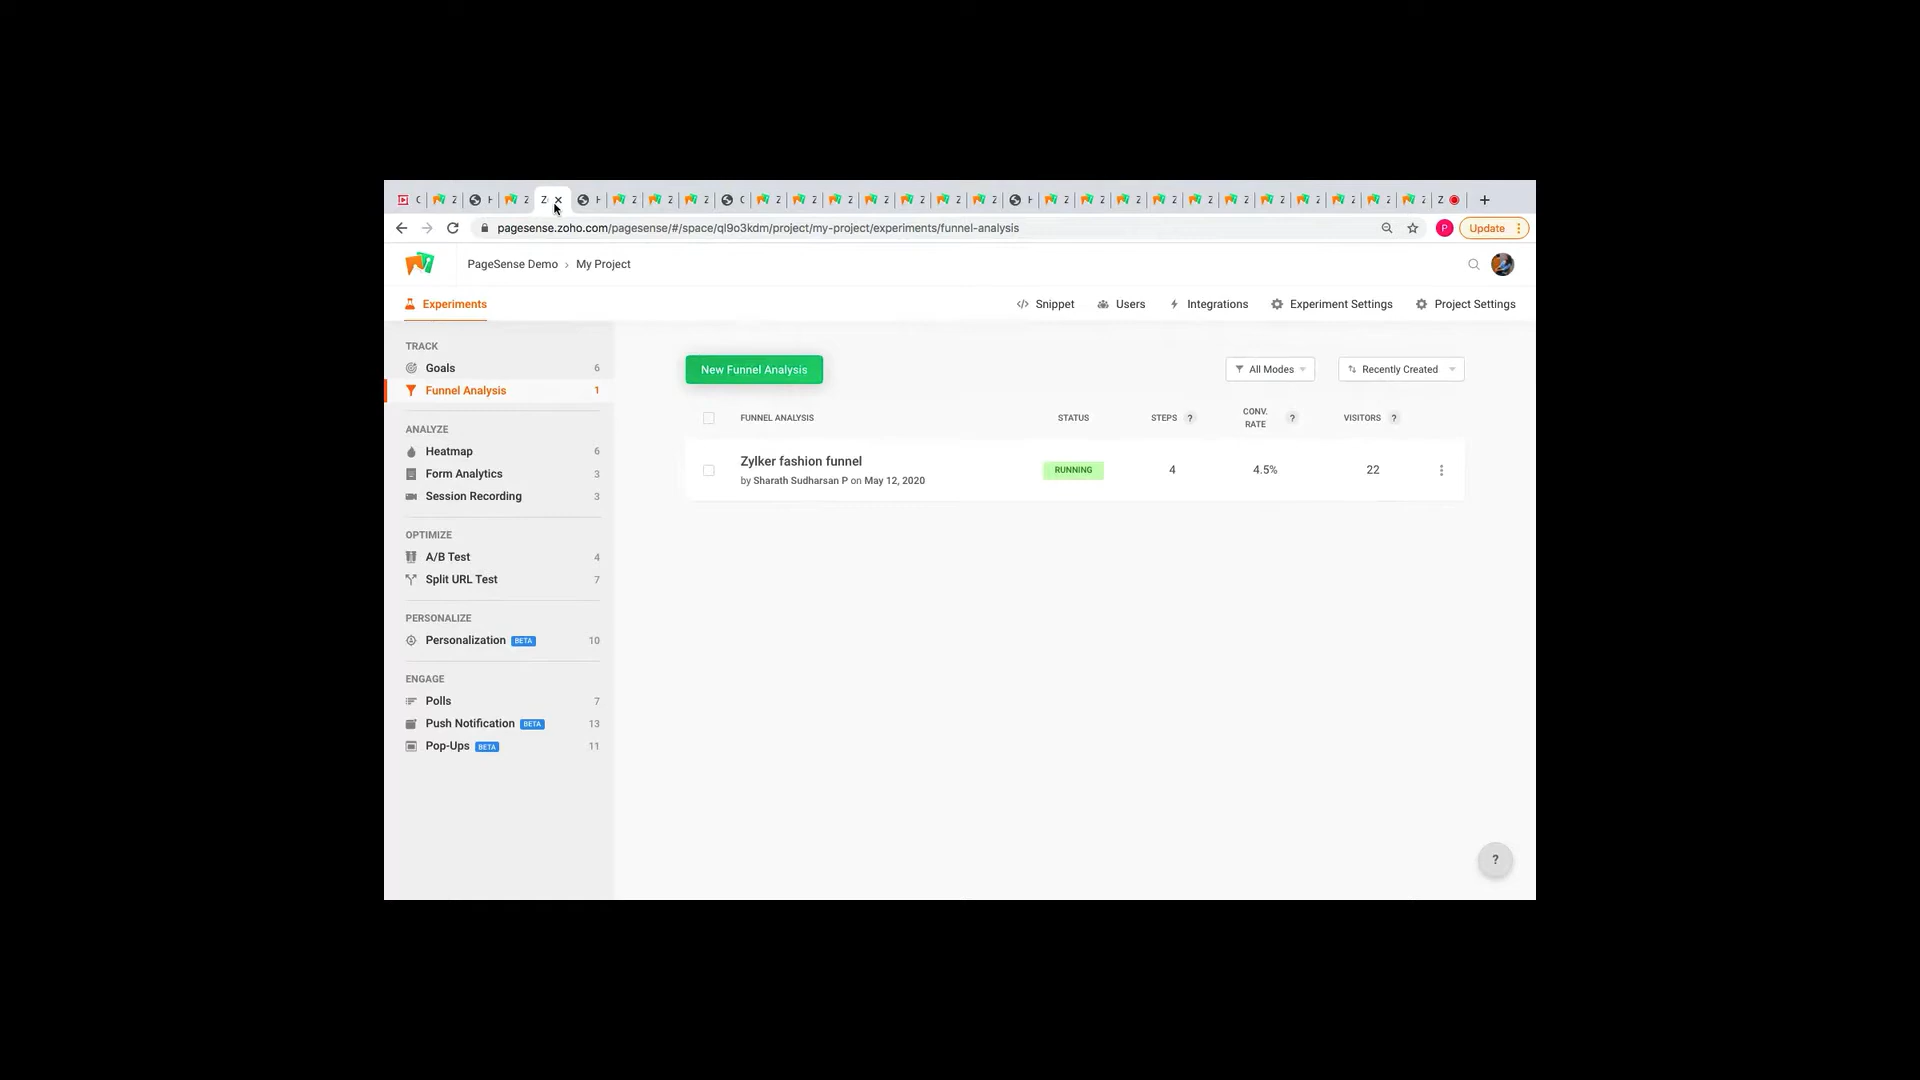 pagesense.zoho.com/pagesense/#/space/ql9o3kdm/project/my-project/experiments/funnel-analysis
P
Update
PageSense Demo › My Project
Experiments
Snippet
Users
Integrations
Experiment Settings
Project Settings
TRACK
Goals 6
Funnel Analysis 1
ANALYZE
Heatmap 6
Form Analytics 3
Session Recording 3
OPTIMIZE
A/B Test 4
Split URL Test 7
PERSONALIZE
Personalization BETA 10
ENGAGE
Polls 7
Push Notification BETA 13
Pop-Ups BETA 11
New Funnel Analysis
All Modes
Recently Created
FUNNEL ANALYSIS
STATUS
STEPS ?
CONV. RATE ?
VISITORS ?
Zylker fashion funnel
by Sharath Sudharsan P on May 12, 2020
RUNNING
4
4.5%
22
?